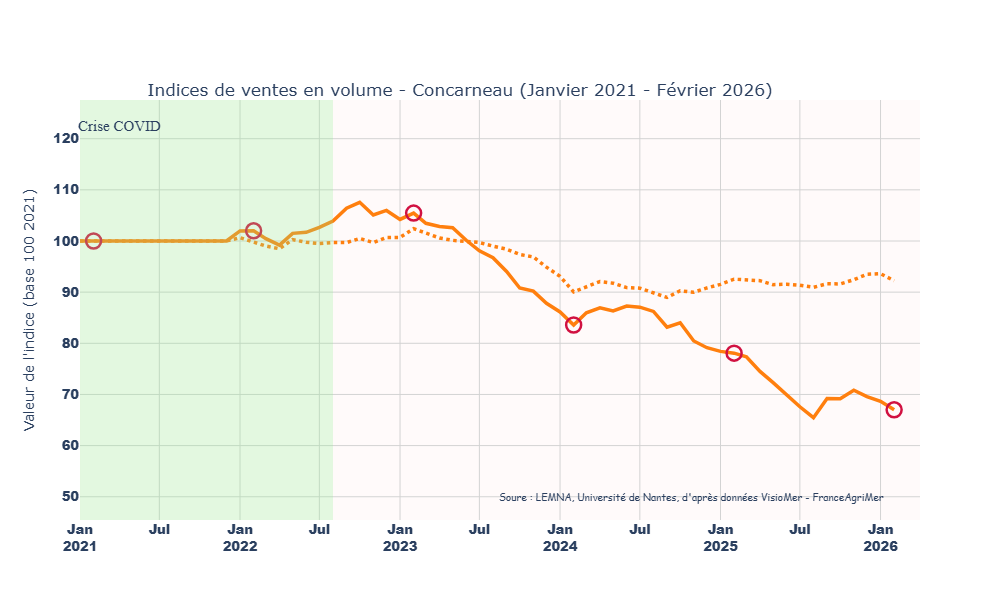 Indices de ventes en volume - Concarneau (Janvier 2021 - Février 2026)
Crise COVID
Valeur de l'indice (base 100 2021)
120
110
100
90
80
70
60
50
Soure : LEMNA, Université de Nantes, d'après données VisioMer - FranceAgriMer
Jan Jul Jan Jul Jan Jul Jan Jul Jan Jul Jan
2021 2022 2023 2024 2025 2026